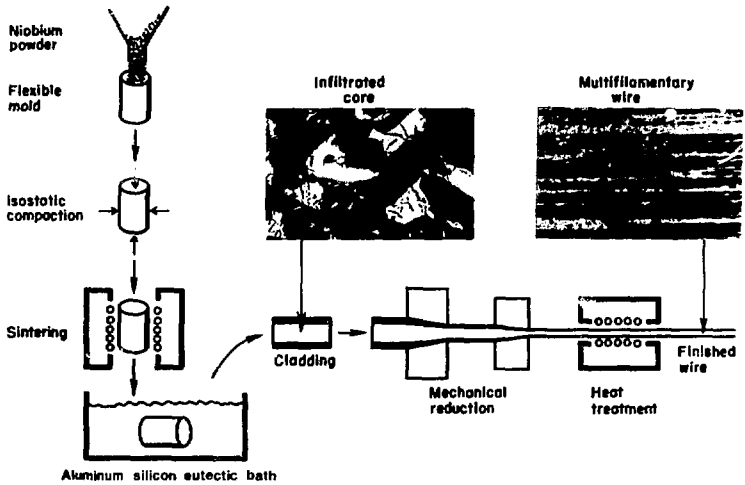 Niobium
powder
Flexible
mold
Isostatic
compaction
Sintering
Aluminum silicon eutectic bath
Infiltrated
core
Cladding
Mechanical
reduction
Multifilamentary
wire
Heat
treatment
Finished
wire